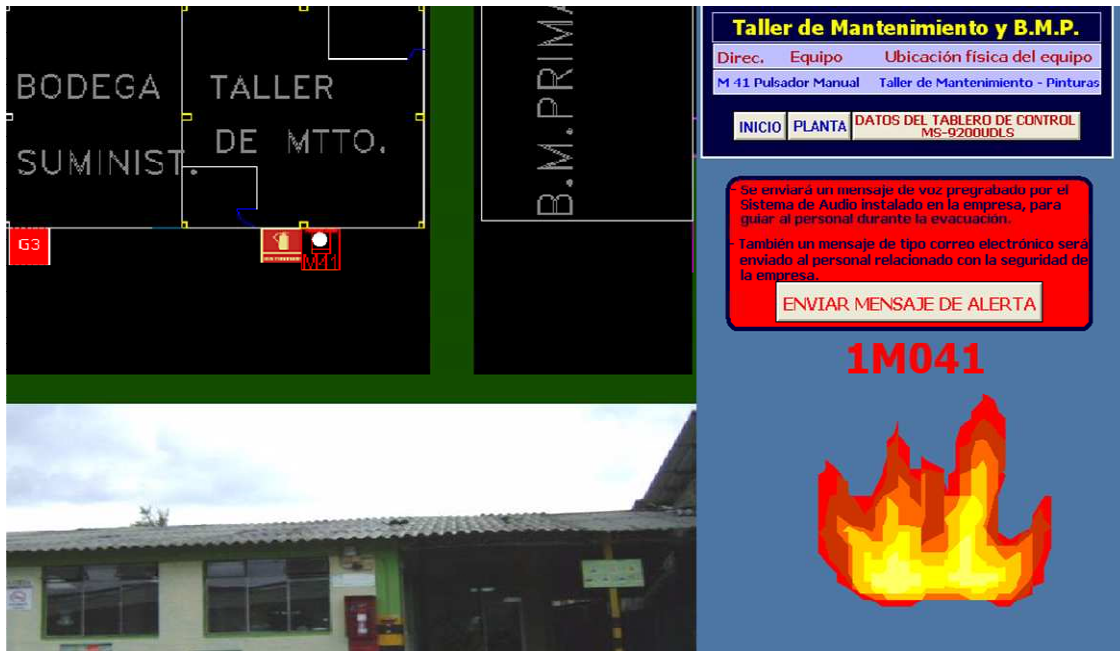 BODEGA
SUMINIST.
TALLER
DE MTTO.
B.M.PRIMA
G3
M41
Taller de Mantenimiento y B.M.P.
Direc. Equipo Ubicación física del equipo
M 41 Pulsador Manual Taller de Mantenimiento - Pinturas
INICIO
PLANTA
DATOS DEL TABLERO DE CONTROL
MS-9200UDLS
- Se enviará un mensaje de voz pregrabado por el
Sistema de Audio instalado en la empresa, para
guiar al personal durante la evacuación.
- También un mensaje de tipo correo electrónico será
enviado al personal relacionado con la seguridad de
la empresa.
ENVIAR MENSAJE DE ALERTA
1M041